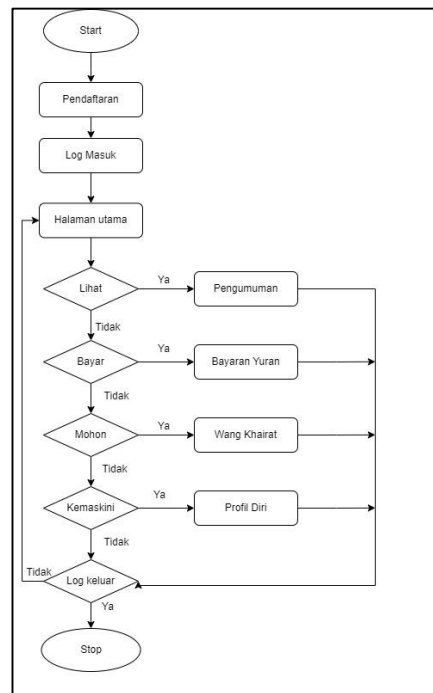 Start
Pendaftaran
Log Masuk
Halaman utama
Lihat
Ya
Pengumuman
Tidak
Bayar
Ya
Bayaran Yuran
Tidak
Mohon
Ya
Wang Khairat
Tidak
Kemaskini
Ya
Profil Diri
Tidak
Tidak
Log keluar
Ya
Stop